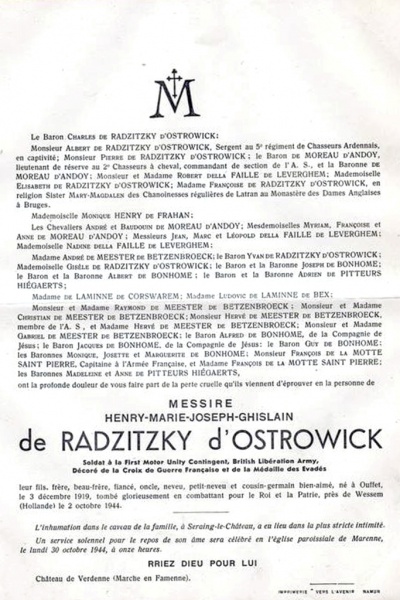 M
Le Baron Charles de RADZITZKY D'OSTROWICK;
Monsieur Albert de RADZITZKY D'OSTROWICK, Sergent au 5e régiment de Chasseurs Ardennais,
en captivité; Monsieur Pierre de RADZITZKY D'OSTROWICK; le Baron de MOREAU D'ANDOY,
lieutenant de réserve au 2e Chasseurs à cheval, commandant de section de l'A. S., et la Baronne de
MOREAU D'ANDOY; Monsieur et Madame Robert della FAILLE de LEVERGHEM; Mademoiselle
Elisabeth de RADZITZKY D'OSTROWICK; Madame Françoise de RADZITZKY D'OSTROWICK, en
religion Sister Mary-Magdalen des Chanoinesses régulières de Latran au Monastère des Dames Anglaises
à Bruges.
Mademoiselle Monique HENRY de FRAHAN;
Les Chevaliers André et Baudouin de MOREAU D'ANDOY; Mesdemoiselles Myriam, Françoise et
Anne de MOREAU D'ANDOY; Messieurs Jean, Marc et Léopold della FAILLE de LEVERGHEM;
Mademoiselle Nadine della FAILLE de LEVERGHEM;
Madame André de MEESTER de BETZENBROECK; le Baron Yvan de RADZITZKY D'OSTROWICK;
Mademoiselle Gisèle de RADZITZKY D'OSTROWICK; le Baron et la Baronne Joseph de BONHOME;
le Baron et la Baronne Albert de BONHOME; le Baron et la Baronne Adrien de PITTEURS
HIÉGAERTS;
Madame de LAMINNE de CORSWAREM; Madame Ludovic de LAMINNE de BEX;
Monsieur et Madame Raymond de MEESTER de BETZENBROECK; Monsieur et Madame
Christian de MEESTER de BETZENBROECK; Monsieur Hervé de MEESTER de BETZENBROECK,
membre de l'A. S, et Madame Hervé de MEESTER de BETZENBROECK; Monsieur et Madame
Gabriel de MEESTER de BETZENBROECK; le Baron Alfred de BONHOME, de la Compagnie de
Jésus; le Baron Jacques de BONHOME, de la Compagnie de Jésus; le Baron Guy de BONHOME;
les Baronnes Monique, Josette et Marguerite de BONHOME; Monsieur François de LA MOTTE
SAINT PIERRE, Capitaine à l'Armée Française, et Madame François de LA MOTTE SAINT PIERRE;
les Baronnes Madeleine et Anne de PITTEURS HIÉGAERTS,
ont la profonde douleur de vous faire part de la perte cruelle qu'ils viennent d'éprouver en la personne de
MESSIRE
HENRY-MARIE-JOSEPH-GHISLAIN
de RADZITZKY d'OSTROWICK
Soldat à la First Motor Unity Contingent, British Libération Army,
Décoré de la Croix de Guerre Française et de la Médaille des Evadés
leur fils, frère, beau-frère, fiancé, oncle, neveu, petit-neveu et cousin-germain bien-aimé, né à Ouffet,
le 3 décembre 1919, tombé glorieusement en combattant pour le Roi et la Patrie, près de Wessem
(Hollande) le 2 octobre 1944.
L'inhumation dans le caveau de la famille, à Seraing-le-Château, a eu lieu dans la plus stricte intimité.
Un service solennel pour le repos de son âme sera célébré en l'église paroissiale de Marenne,
le lundi 30 octobre 1944, à onze heures.
RRIEZ DIEU POUR LUI
Château de Verdenne (Marche en Famenne).
IMPRIMERIE "VERS L'AVENIR" NAMUR